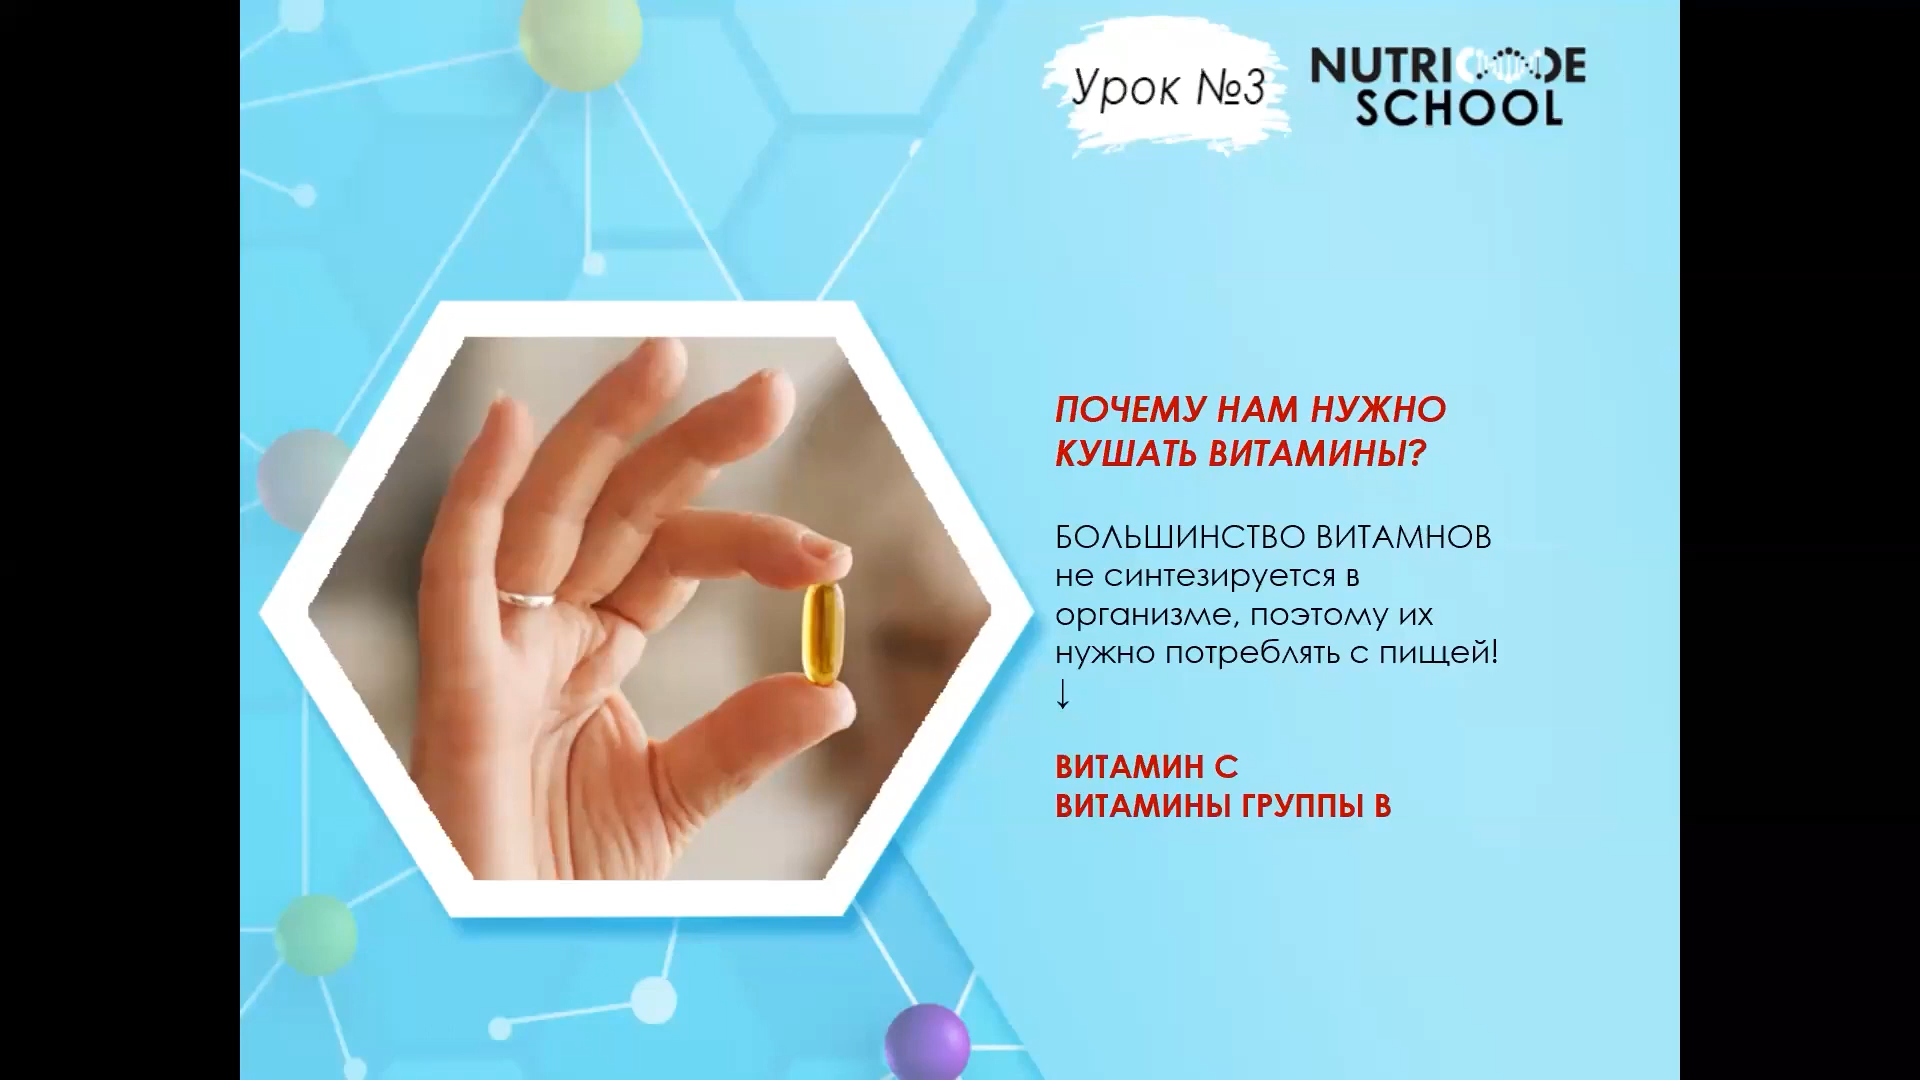 Урок №3
NUTRICODE
SCHOOL
ПОЧЕМУ НАМ НУЖНО
КУШАТЬ ВИТАМИНЫ?
БОЛЬШИНСТВО ВИТАМНОВ
не синтезируется в
организме, поэтому их
нужно потреблять с пищей!
↓
ВИТАМИН С
ВИТАМИНЫ ГРУППЫ В